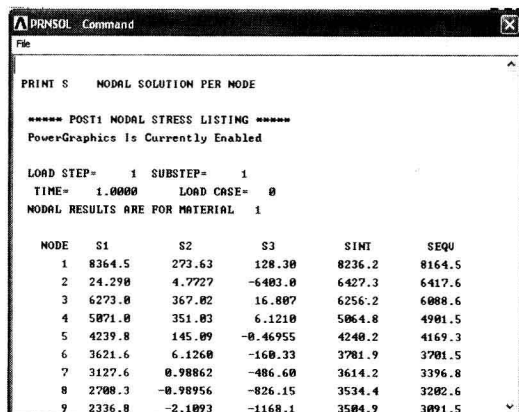 PRNSOL Command
File
PRINT S NODAL SOLUTION PER NODE
***** POST1 NODAL STRESS LISTING *****
PowerGraphics Is Currently Enabled
LOAD STEP= 1 SUBSTEP= 1
TIME= 1.0000 LOAD CASE= 0
NODAL RESULTS ARE FOR MATERIAL 1
NODE S1 S2 S3 SINT SEQV
1 8364.5 273.63 128.30 8236.2 8164.5
2 24.290 4.7727 -6403.0 6427.3 6417.6
3 6273.0 367.02 16.807 6256.2 6088.6
4 5071.0 351.03 6.1210 5064.8 4901.5
5 4239.8 145.09 -0.46955 4240.2 4169.3
6 3621.6 6.1260 -160.33 3781.9 3701.5
7 3127.6 0.98862 -486.60 3614.2 3396.8
8 2708.3 -0.98956 -826.15 3534.4 3202.6
9 2336.8 -2.1093 -1168.1 3504.9 3091.5